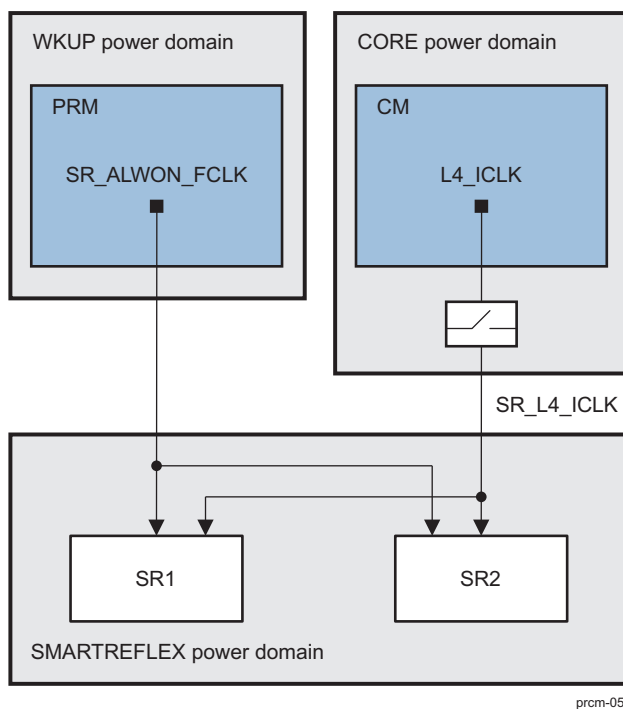 WKUP power domain
CORE power domain
PRM
CM
SR_ALWON_FCLK
L4_ICLK
SR_L4_ICLK
SR1
SR2
SMARTREFLEX power domain
prcm-05